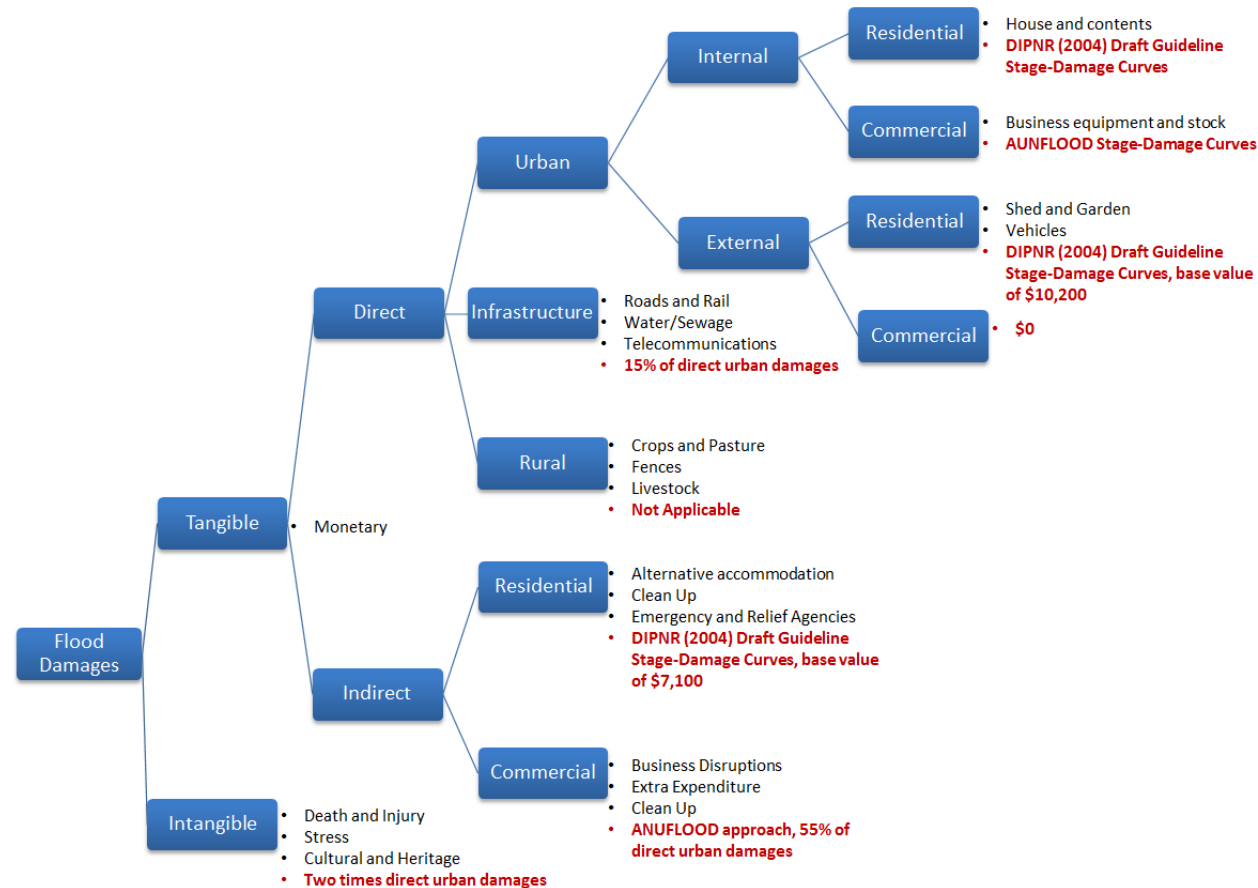 Residential
• House and contents
• DIPNR (2004) Draft Guideline
Stage-Damage Curves
Internal
Commercial
• Business equipment and stock
• AUNFLOOD Stage-Damage Curves
Urban
Residential
• Shed and Garden
• Vehicles
• DIPNR (2004) Draft Guideline
Stage-Damage Curves, base value
of $10,200
External
Commercial
• $0
Direct
Infrastructure
• Roads and Rail
• Water/Sewage
• Telecommunications
• 15% of direct urban damages
Rural
• Crops and Pasture
• Fences
• Livestock
• Not Applicable
Tangible
• Monetary
Residential
• Alternative accommodation
• Clean Up
• Emergency and Relief Agencies
• DIPNR (2004) Draft Guideline
Stage-Damage Curves, base value
of $7,100
Flood
Damages
Indirect
Commercial
• Business Disruptions
• Extra Expenditure
• Clean Up
• ANUFLOOD approach, 55% of
direct urban damages
Intangible
• Death and Injury
• Stress
• Cultural and Heritage
• Two times direct urban damages